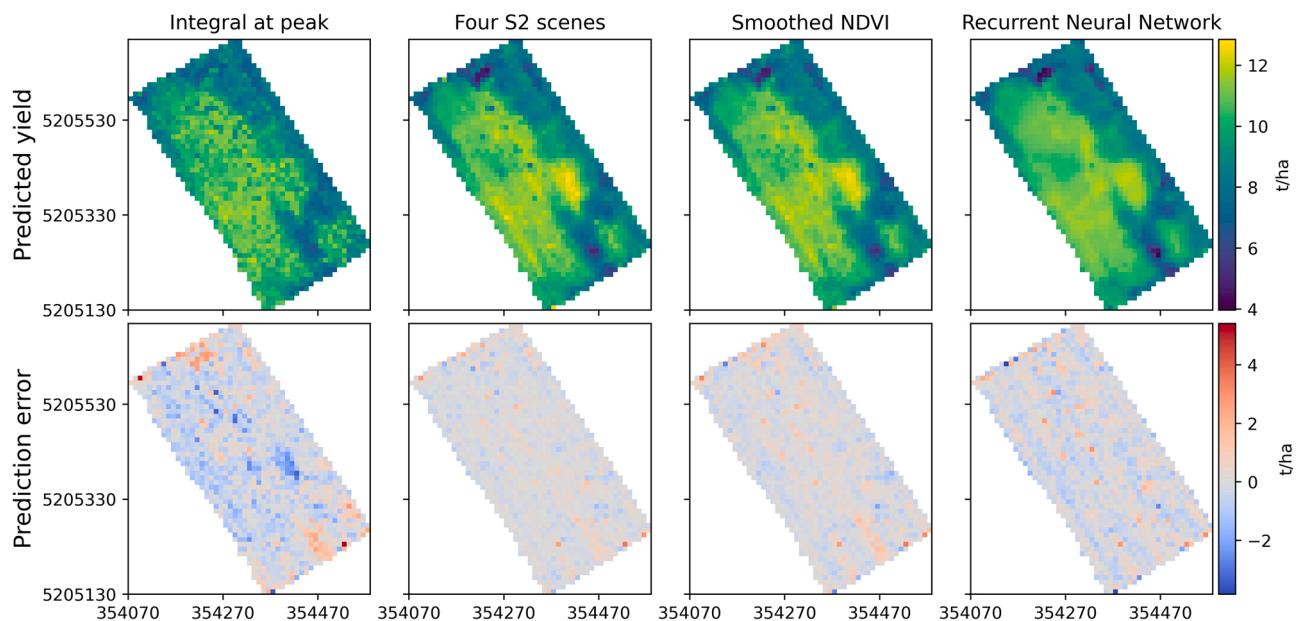 Integral at peak
Four S2 scenes
Smoothed NDVI
Recurrent Neural Network
Predicted yield
5205530
5205330
5205130
12
10
8
6
4
t/ha
Prediction error
5205530
5205330
5205130
4
2
0
−2
t/ha
354070 354270 354470
354070 354270 354470
354070 354270 354470
354070 354270 354470